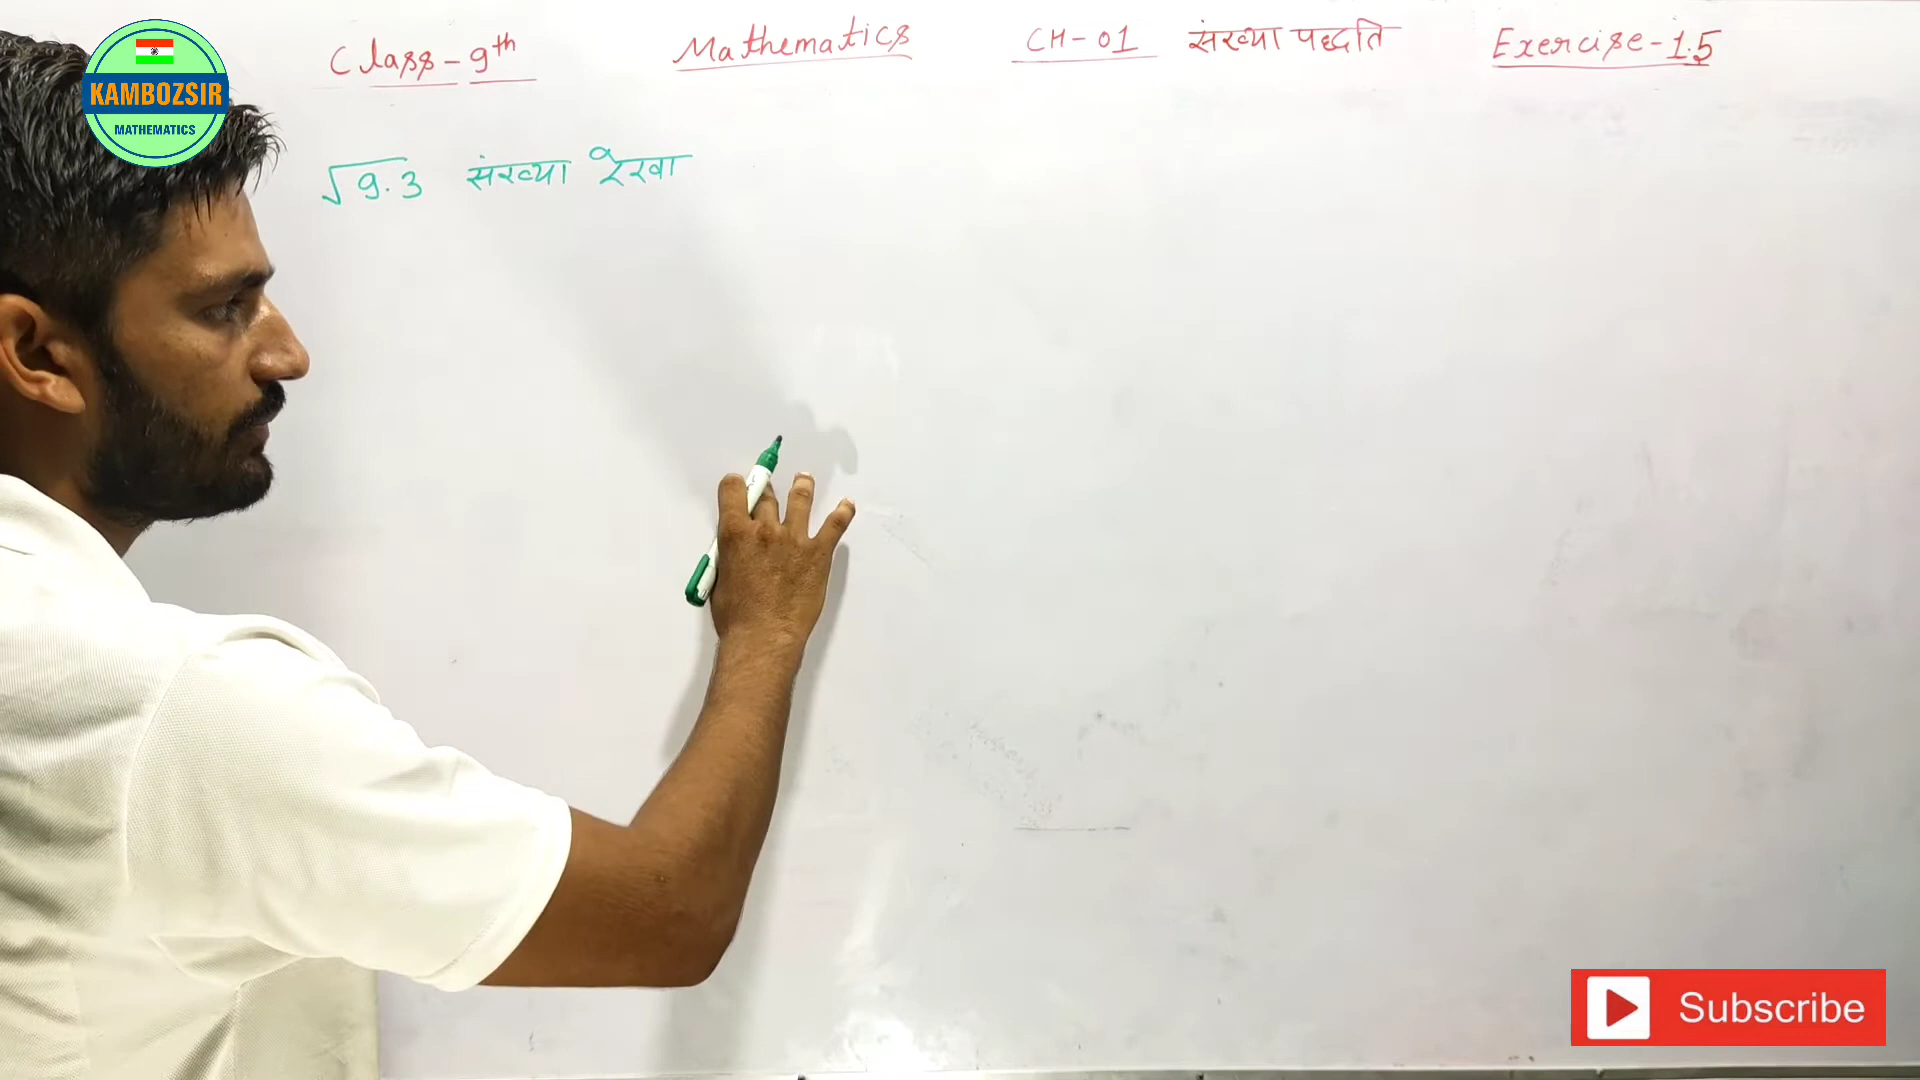 Class-9th Mathematics CH-01 संख्या पद्धति Exercise-1.5
KAMBOZSIR
MATHEMATICS
√9.3 संख्या रेखा
Subscribe